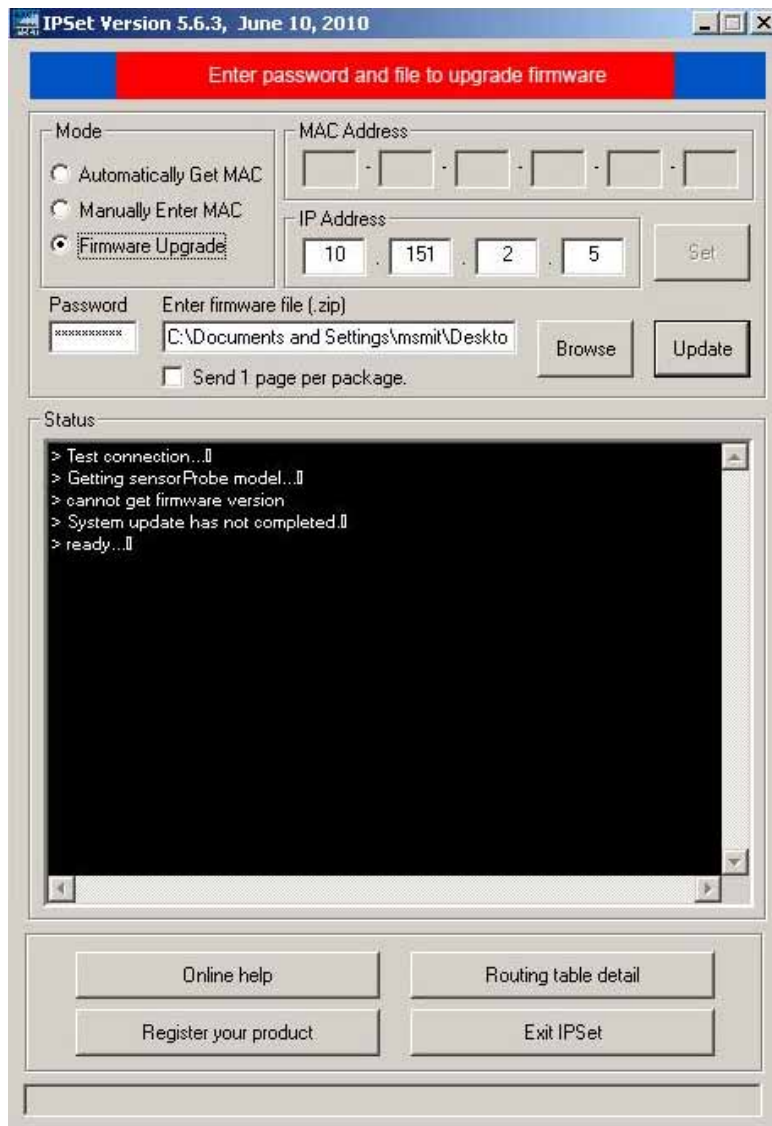 IPSet Version 5.6.3, June 10, 2010
Enter password and file to upgrade firmware
Mode
Automatically Get MAC
Manually Enter MAC
Firmware Upgrade
MAC Address
- - - - -
IP Address
10 . 151 . 2 . 5
Set
Password
**********
Enter firmware file (.zip)
C:\Documents and Settings\msmit\Deskto
Browse
Update
Send 1 page per package.
Status
> Test connection...▯
> Getting sensorProbe model...▯
> cannot get firmware version
> System update has not completed.▯
> ready...▯
Online help
Routing table detail
Register your product
Exit IPSet